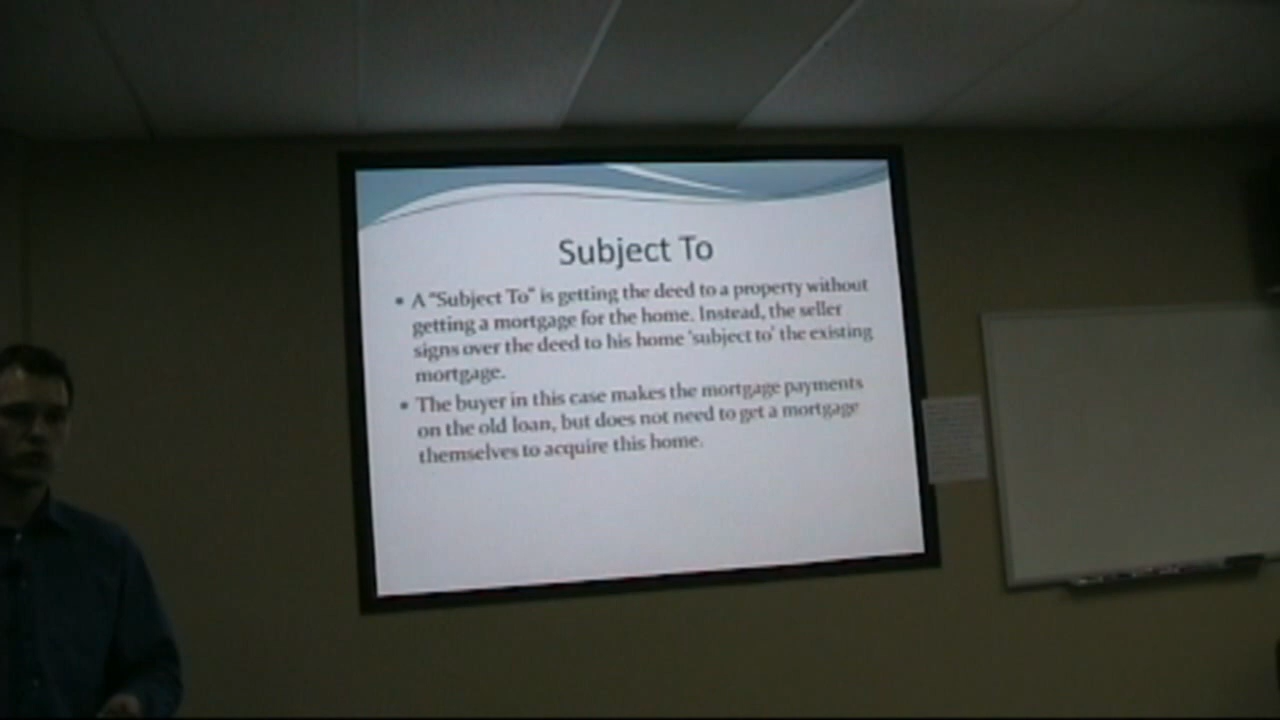 Subject To
• A "Subject To" is getting the deed to a property without
getting a mortgage for the home. Instead, the seller
signs over the deed to his home 'subject to' the existing
mortgage.
• The buyer in this case makes the mortgage payments
on the old loan, but does not need to get a mortgage
themselves to acquire this home.